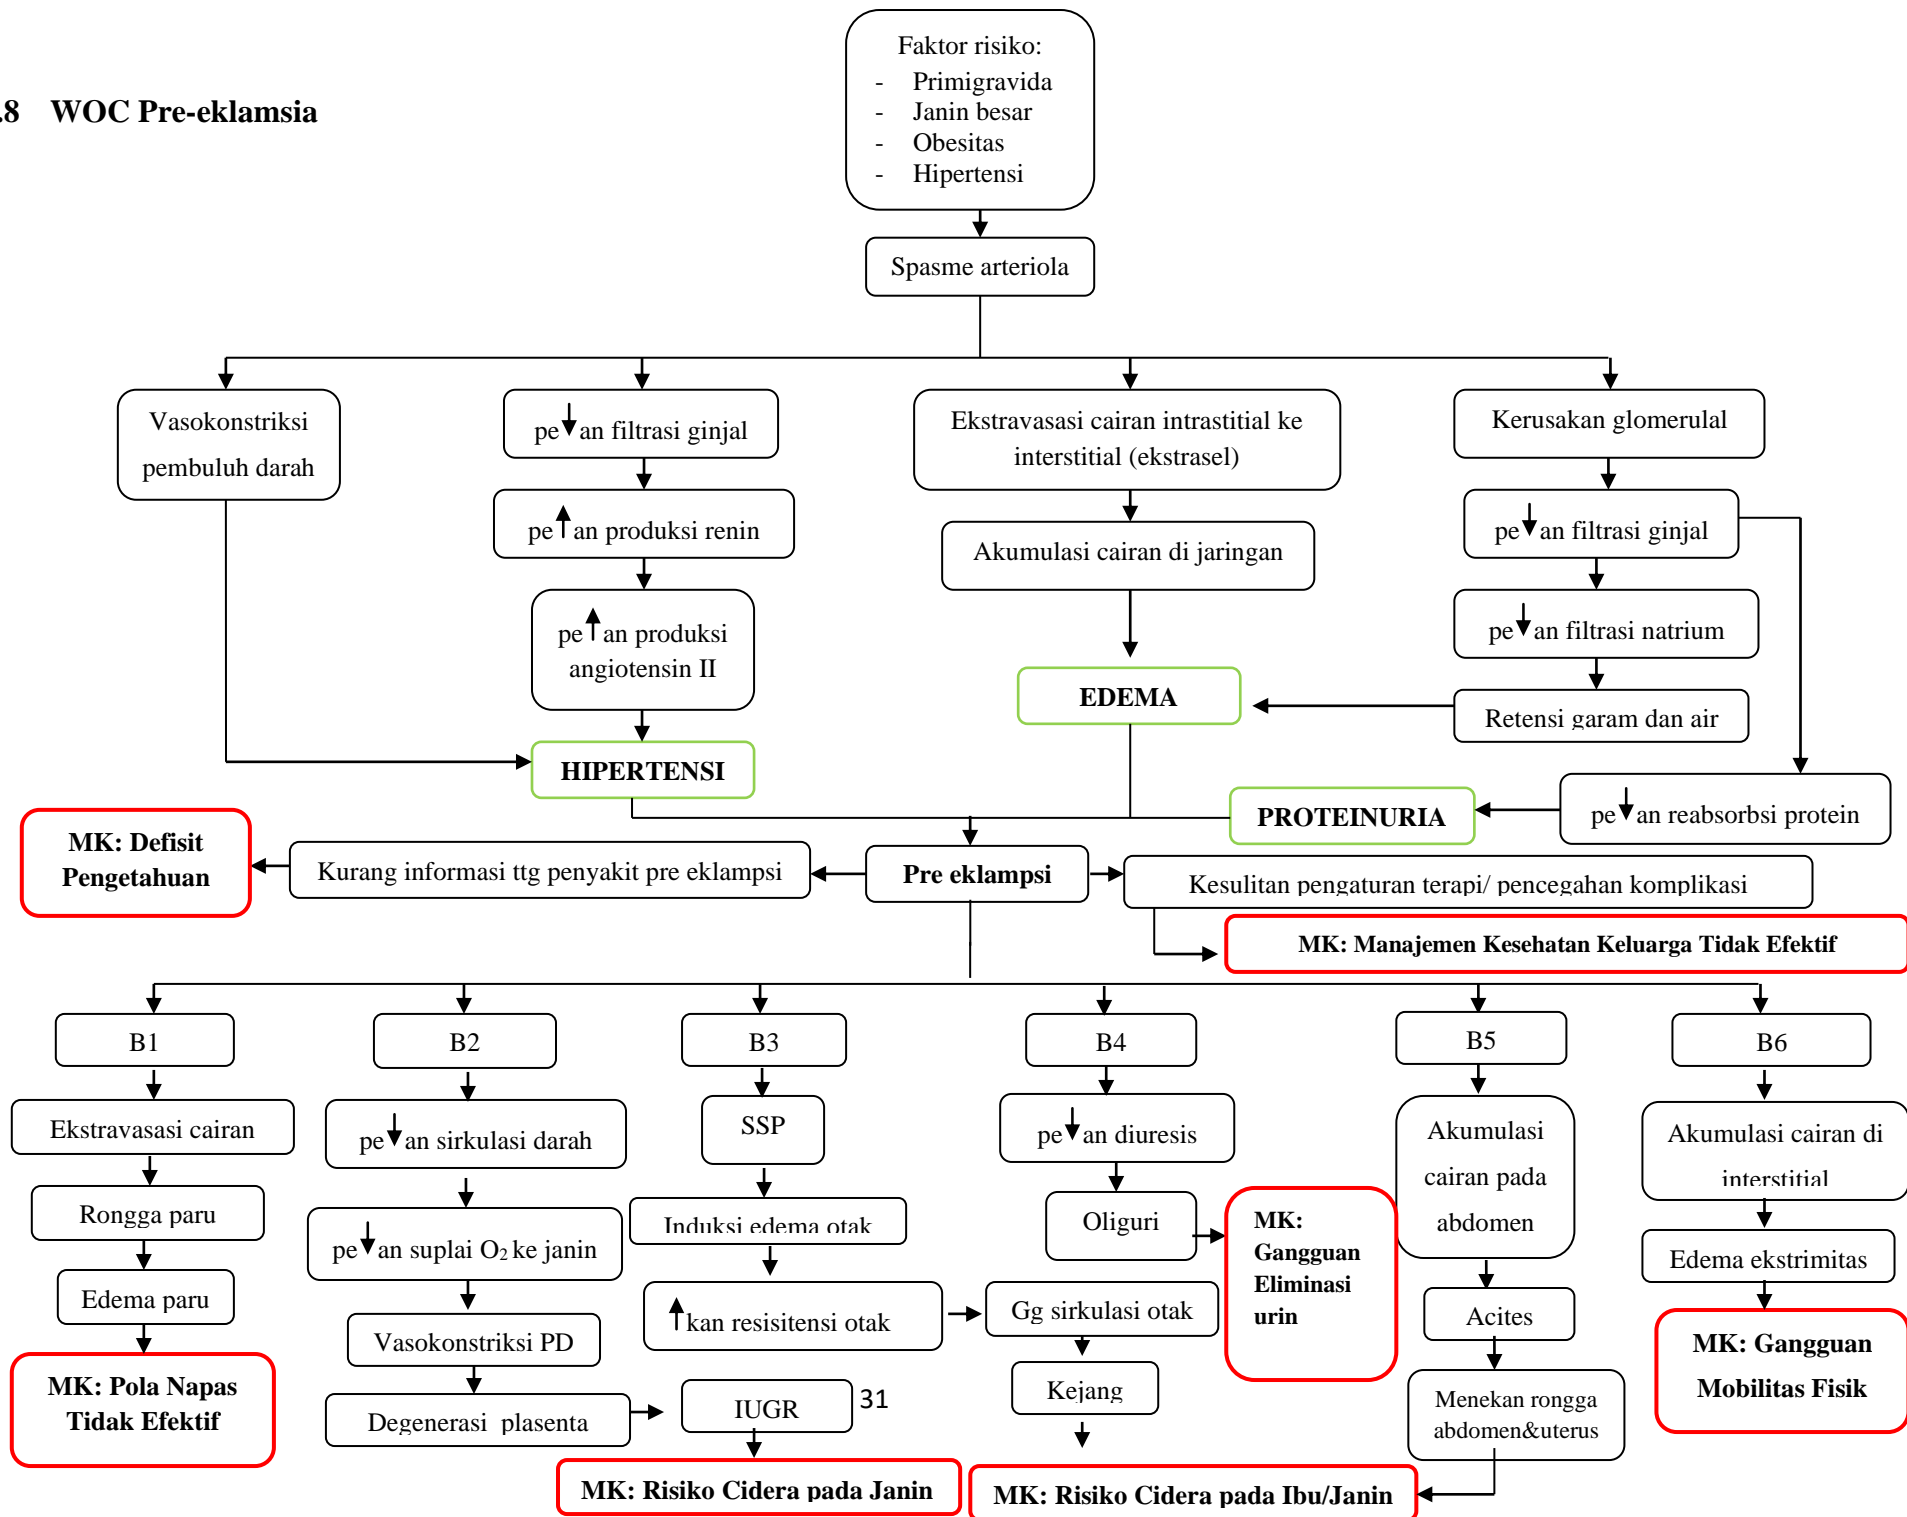 Faktor risiko:
- Primigravida
- Janin besar
- Obesitas
- Hipertensi
.8 WOC Pre-eklamsia
Spasme arteriola
Vasokonstriksi
pembuluh darah
pe↓an filtrasi ginjal
Ekstravasasi cairan intrastitial ke
interstitial (ekstrasel)
Kerusakan glomerulal
pe↑an produksi renin
Akumulasi cairan di jaringan
pe↓an filtrasi ginjal
pe↑an produksi
angiotensin II
pe↓an filtrasi natrium
EDEMA
Retensi garam dan air
HIPERTENSI
PROTEINURIA
pe↓an reabsorbsi protein
MK: Defisit
Pengetahuan
Kurang informasi ttg penyakit pre eklampsi
Pre eklampsi
Kesulitan pengaturan terapi/ pencegahan komplikasi
MK: Manajemen Kesehatan Keluarga Tidak Efektif
B1
B2
B3
B4
B5
B6
Ekstravasasi cairan
pe↓an sirkulasi darah
SSP
pe↓an diuresis
Akumulasi
cairan pada
abdomen
Akumulasi cairan di
interstitial
Rongga paru
pe↓an suplai O₂ ke janin
Induksi edema otak
Oliguri
MK:
Gangguan
Eliminasi
urin
Edema ekstrimitas
Edema paru
Vasokonstriksi PD
↑kan resisitensi otak
Gg sirkulasi otak
Acites
MK: Gangguan
Mobilitas Fisik
MK: Pola Napas
Tidak Efektif
Degenerasi plasenta
IUGR
31
Kejang
Menekan rongga
abdomen&uterus
MK: Risiko Cidera pada Janin
MK: Risiko Cidera pada Ibu/Janin